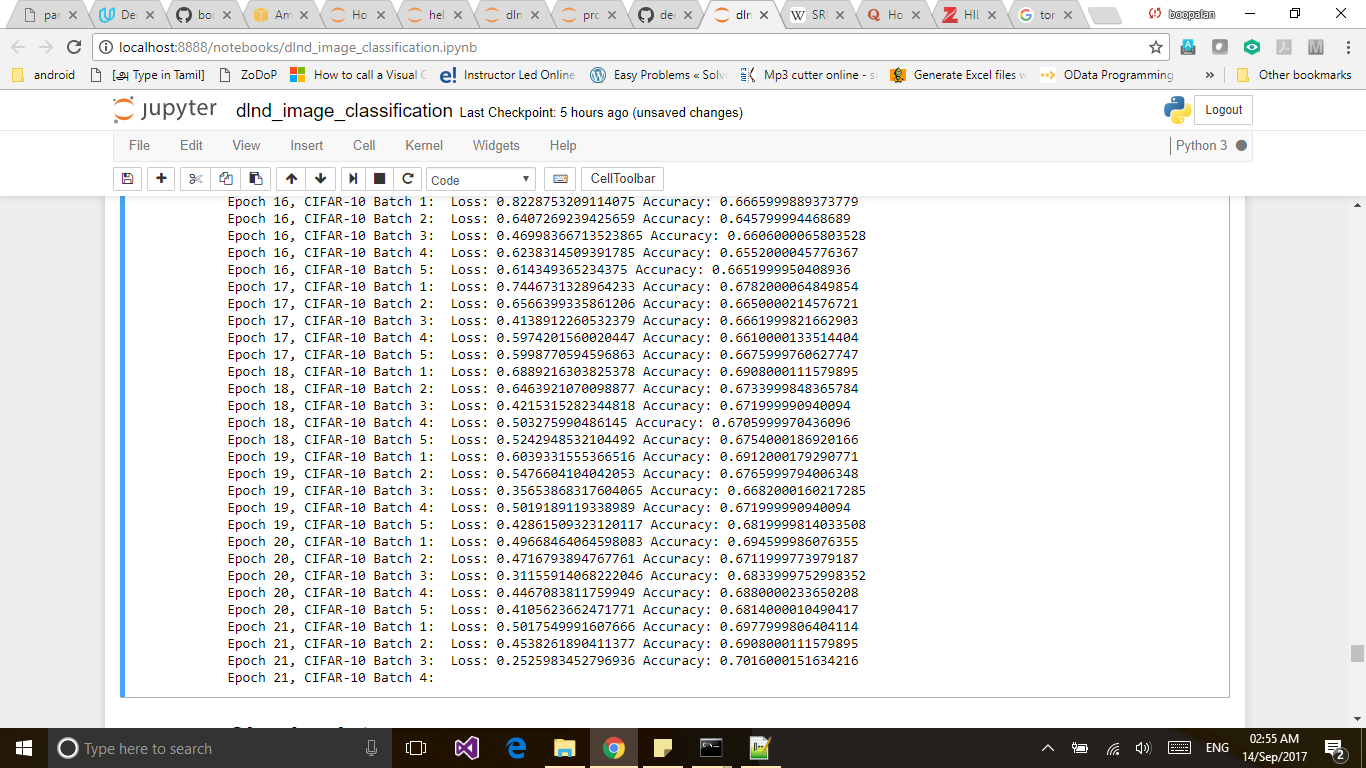 par
De
boo
Am
Ho
hel
dln
pro
dee
dln
SRI
Ho
HIL
tor
boopalan
localhost:8888/notebooks/dlnd_image_classification.ipynb
android
[அ] Type in Tamil]
ZoDoP
How to call a Visual C
Instructor Led Online
Easy Problems « Solv
Mp3 cutter online - s
Generate Excel files w
OData Programming
»
Other bookmarks
jupyter
dlnd_image_classification Last Checkpoint: 5 hours ago (unsaved changes)
Logout
File Edit View Insert Cell Kernel Widgets Help
Python 3
Code
CellToolbar
Epoch 16, CIFAR-10 Batch 1: Loss: 0.8228753209114075 Accuracy: 0.6665999889373779
Epoch 16, CIFAR-10 Batch 2: Loss: 0.6407269239425659 Accuracy: 0.645799994468689
Epoch 16, CIFAR-10 Batch 3: Loss: 0.46998366713523865 Accuracy: 0.6606000065803528
Epoch 16, CIFAR-10 Batch 4: Loss: 0.6238314509391785 Accuracy: 0.6552000045776367
Epoch 16, CIFAR-10 Batch 5: Loss: 0.614349365234375 Accuracy: 0.6651999950408936
Epoch 17, CIFAR-10 Batch 1: Loss: 0.7446731328964233 Accuracy: 0.6782000064849854
Epoch 17, CIFAR-10 Batch 2: Loss: 0.6566399335861206 Accuracy: 0.6650000214576721
Epoch 17, CIFAR-10 Batch 3: Loss: 0.4138912260532379 Accuracy: 0.6661999821662903
Epoch 17, CIFAR-10 Batch 4: Loss: 0.5974201560020447 Accuracy: 0.6610000133514404
Epoch 17, CIFAR-10 Batch 5: Loss: 0.5998770594596863 Accuracy: 0.6675999760627747
Epoch 18, CIFAR-10 Batch 1: Loss: 0.6889216303825378 Accuracy: 0.6908000111579895
Epoch 18, CIFAR-10 Batch 2: Loss: 0.6463921070098877 Accuracy: 0.6733999848365784
Epoch 18, CIFAR-10 Batch 3: Loss: 0.4215315282344818 Accuracy: 0.671999990940094
Epoch 18, CIFAR-10 Batch 4: Loss: 0.503275990486145 Accuracy: 0.6705999970436096
Epoch 18, CIFAR-10 Batch 5: Loss: 0.5242948532104492 Accuracy: 0.6754000186920166
Epoch 19, CIFAR-10 Batch 1: Loss: 0.6039331555366516 Accuracy: 0.6912000179290771
Epoch 19, CIFAR-10 Batch 2: Loss: 0.5476604104042053 Accuracy: 0.6765999794006348
Epoch 19, CIFAR-10 Batch 3: Loss: 0.35653868317604065 Accuracy: 0.6682000160217285
Epoch 19, CIFAR-10 Batch 4: Loss: 0.5019189119338989 Accuracy: 0.671999990940094
Epoch 19, CIFAR-10 Batch 5: Loss: 0.42861509323120117 Accuracy: 0.6819999814033508
Epoch 20, CIFAR-10 Batch 1: Loss: 0.49668464064598083 Accuracy: 0.694599986076355
Epoch 20, CIFAR-10 Batch 2: Loss: 0.4716793894767761 Accuracy: 0.6711999773979187
Epoch 20, CIFAR-10 Batch 3: Loss: 0.31155914068222046 Accuracy: 0.6833999752998352
Epoch 20, CIFAR-10 Batch 4: Loss: 0.4467083811759949 Accuracy: 0.6880000233650208
Epoch 20, CIFAR-10 Batch 5: Loss: 0.4105623662471771 Accuracy: 0.6814000010490417
Epoch 21, CIFAR-10 Batch 1: Loss: 0.5017549991607666 Accuracy: 0.6977999806404114
Epoch 21, CIFAR-10 Batch 2: Loss: 0.4538261890411377 Accuracy: 0.6908000111579895
Epoch 21, CIFAR-10 Batch 3: Loss: 0.2525983452796936 Accuracy: 0.7016000151634216
Epoch 21, CIFAR-10 Batch 4:
Type here to search
ENG
02:55 AM
14/Sep/2017
2